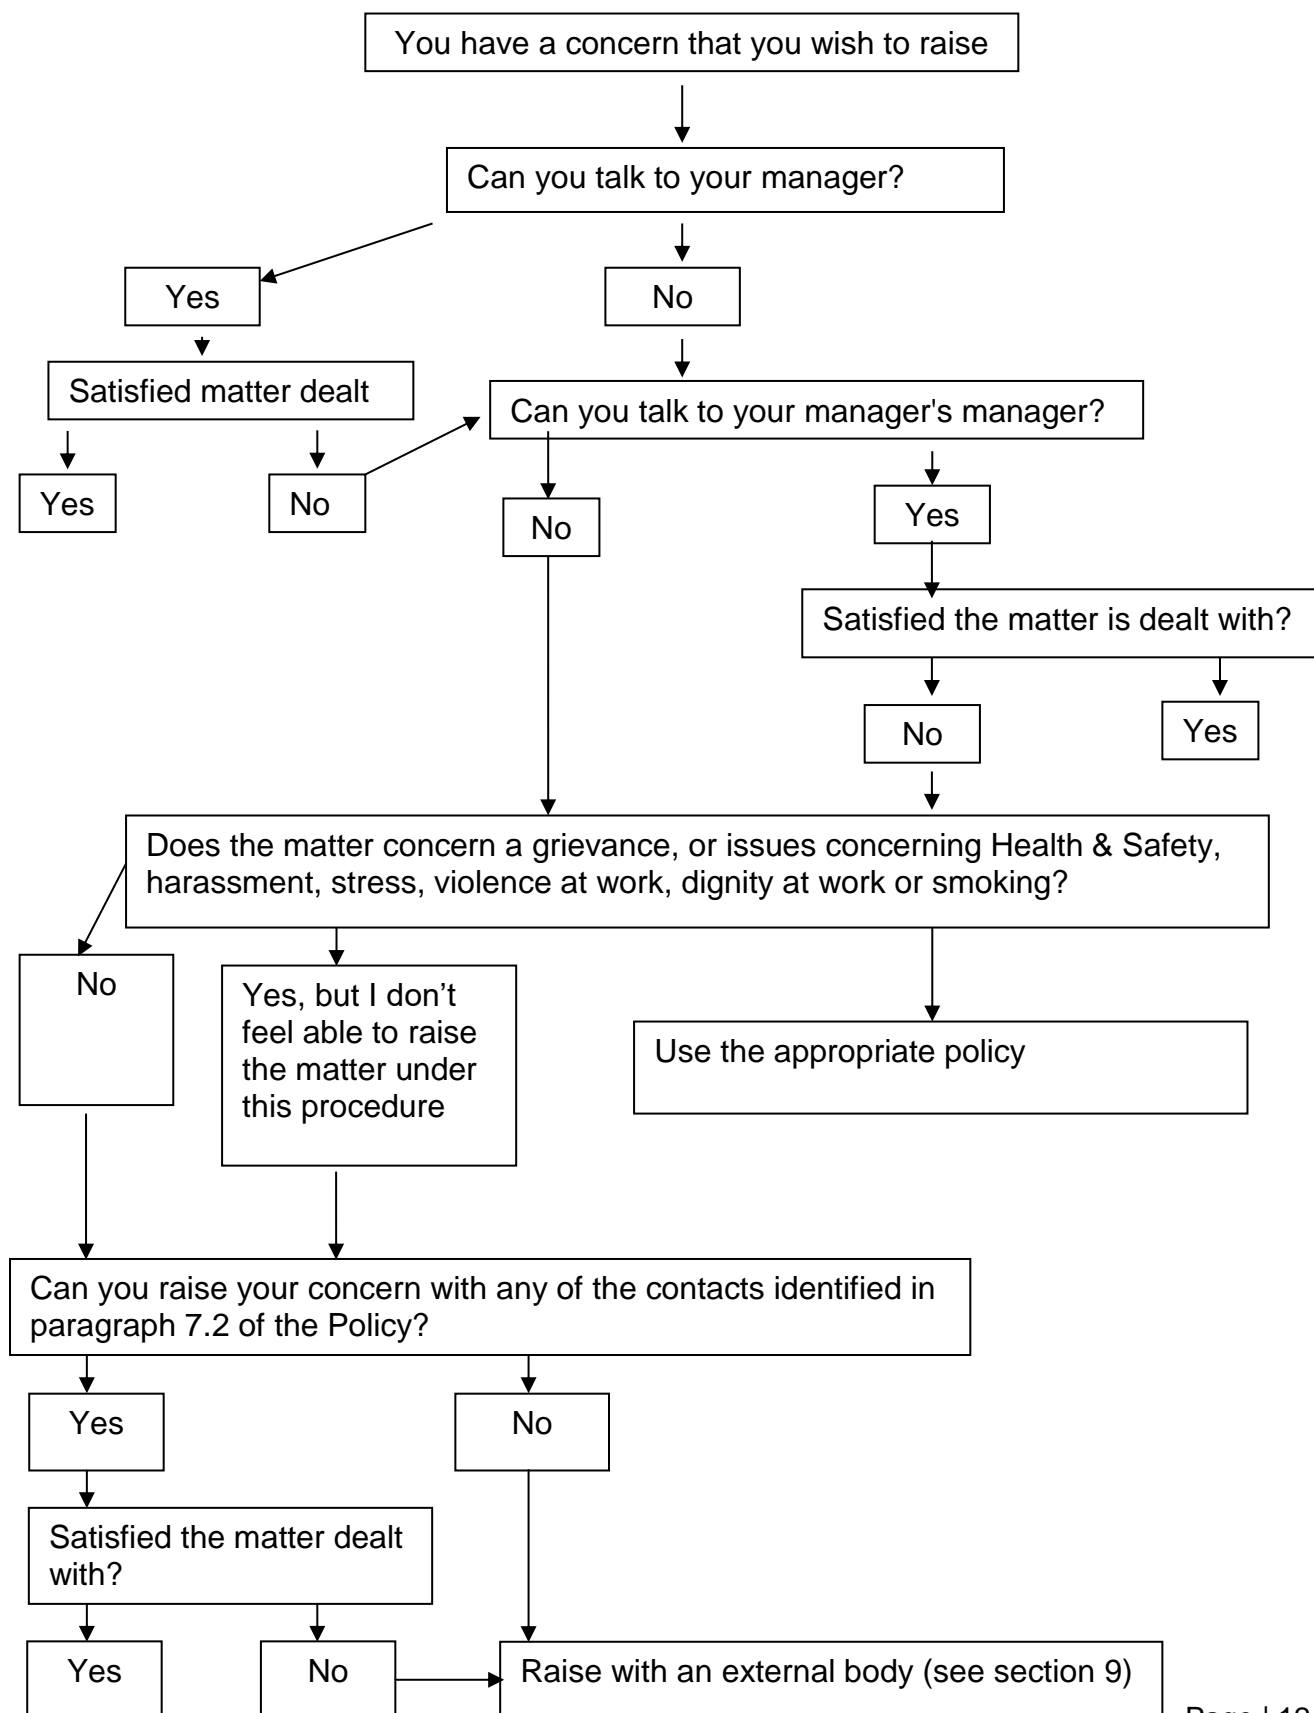 You have a concern that you wish to raise
Can you talk to your manager?
Yes
No
Satisfied matter dealt
Can you talk to your manager's manager?
Yes
No
No
Yes
Satisfied the matter is dealt with?
No
Yes
Does the matter concern a grievance, or issues concerning Health & Safety,
harassment, stress, violence at work, dignity at work or smoking?
No
Yes, but I don’t
feel able to raise
the matter under
this procedure
Use the appropriate policy
Can you raise your concern with any of the contacts identified in
paragraph 7.2 of the Policy?
Yes
No
Satisfied the matter dealt
with?
Yes
No
Raise with an external body (see section 9)
Page |